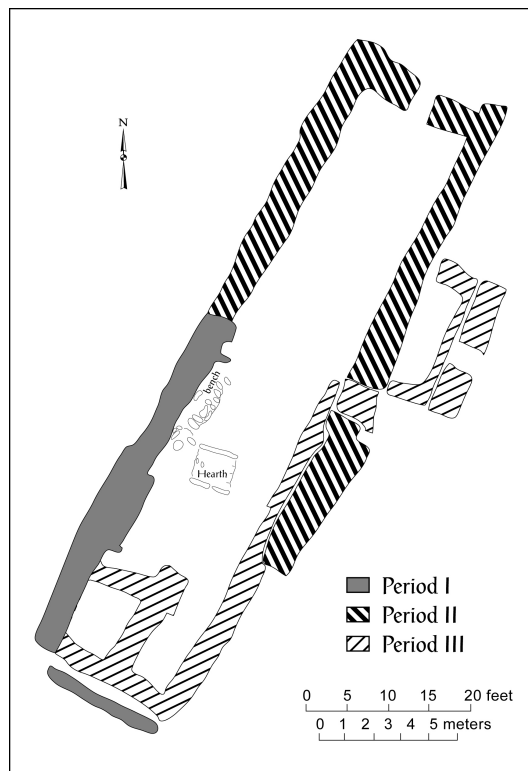 N
bench
Hearth
Period I
Period II
Period III
0 5 10 15 20 feet
0 1 2 3 4 5 meters